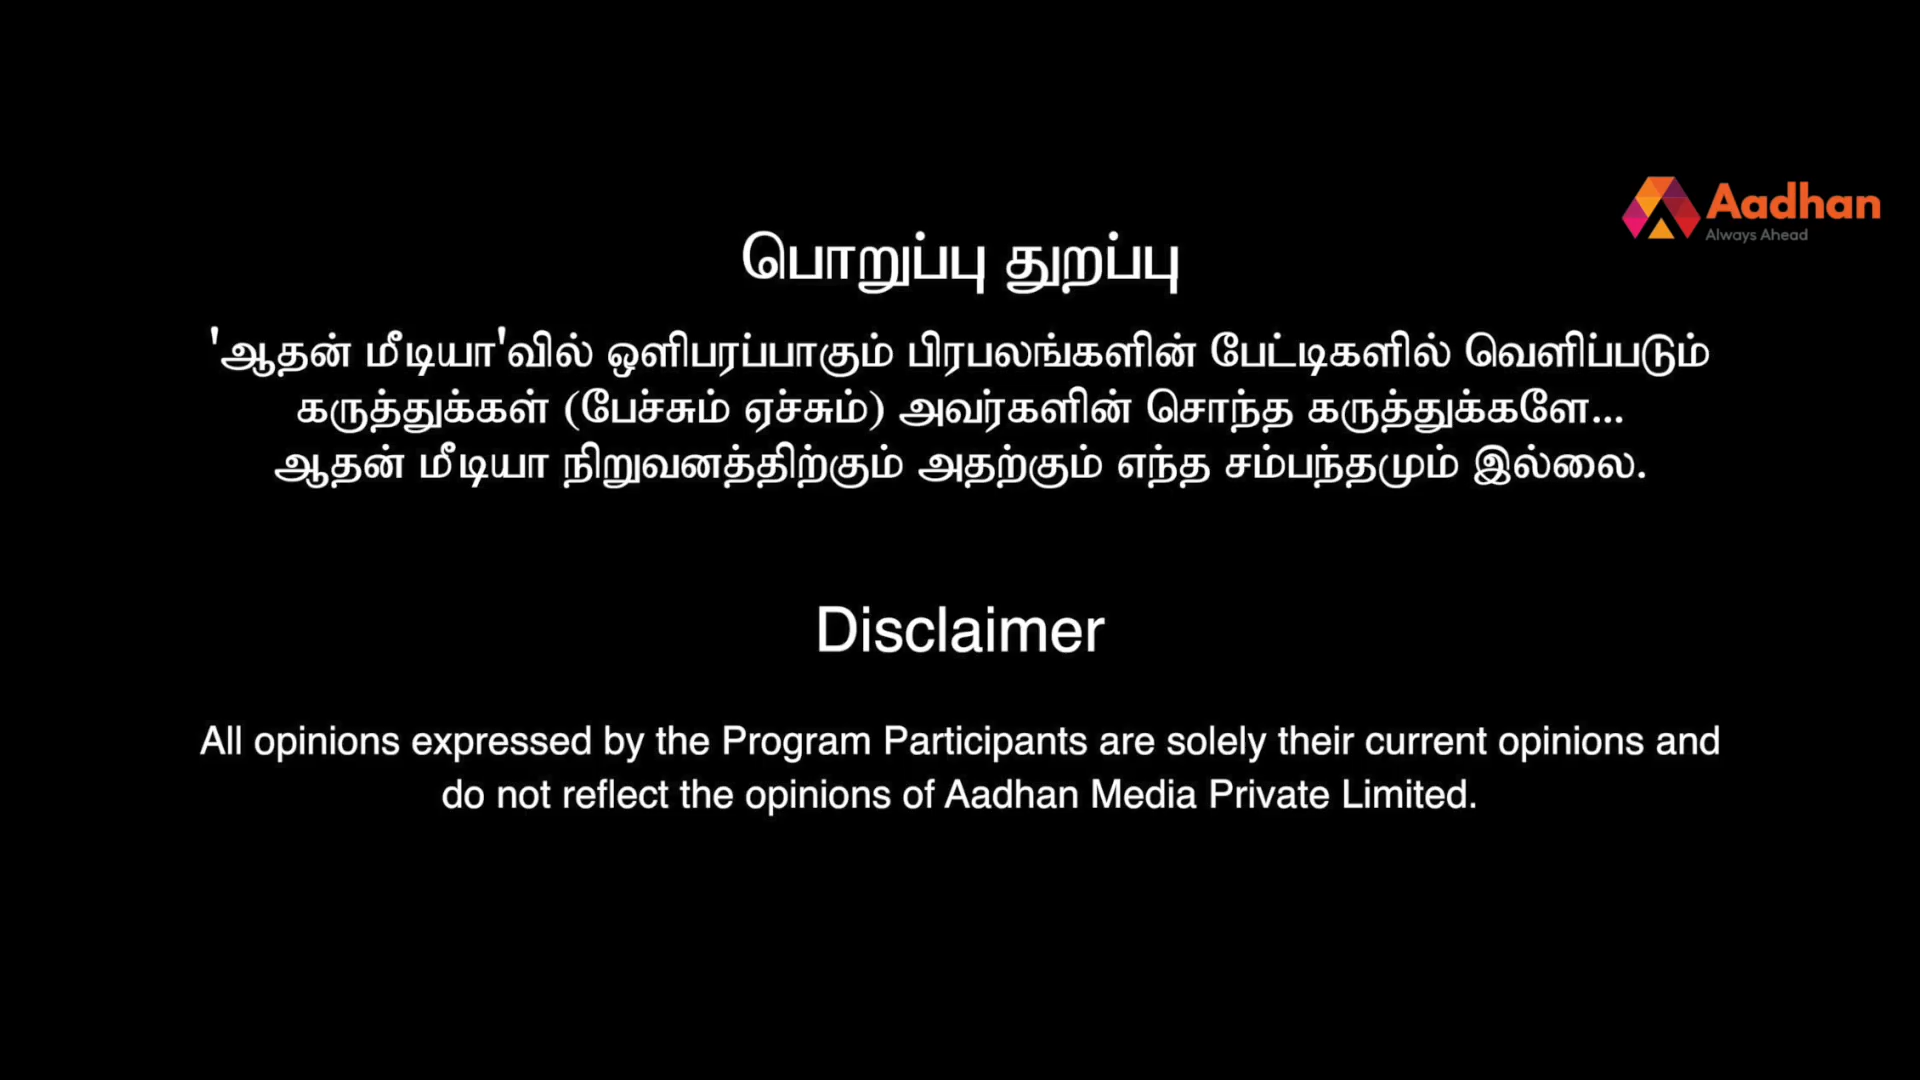 Aadhan
Always Ahead
பொறுப்பு துறப்பு
'ஆதன் மீடியா'வில் ஒளிபரப்பாகும் பிரபலங்களின் பேட்டிகளில் வெளிப்படும்
கருத்துக்கள் (பேச்சும் ஏச்சும்) அவர்களின் சொந்த கருத்துக்களே...
ஆதன் மீடியா நிறுவனத்திற்கும் அதற்கும் எந்த சம்பந்தமும் இல்லை.
Disclaimer
All opinions expressed by the Program Participants are solely their current opinions and
do not reflect the opinions of Aadhan Media Private Limited.